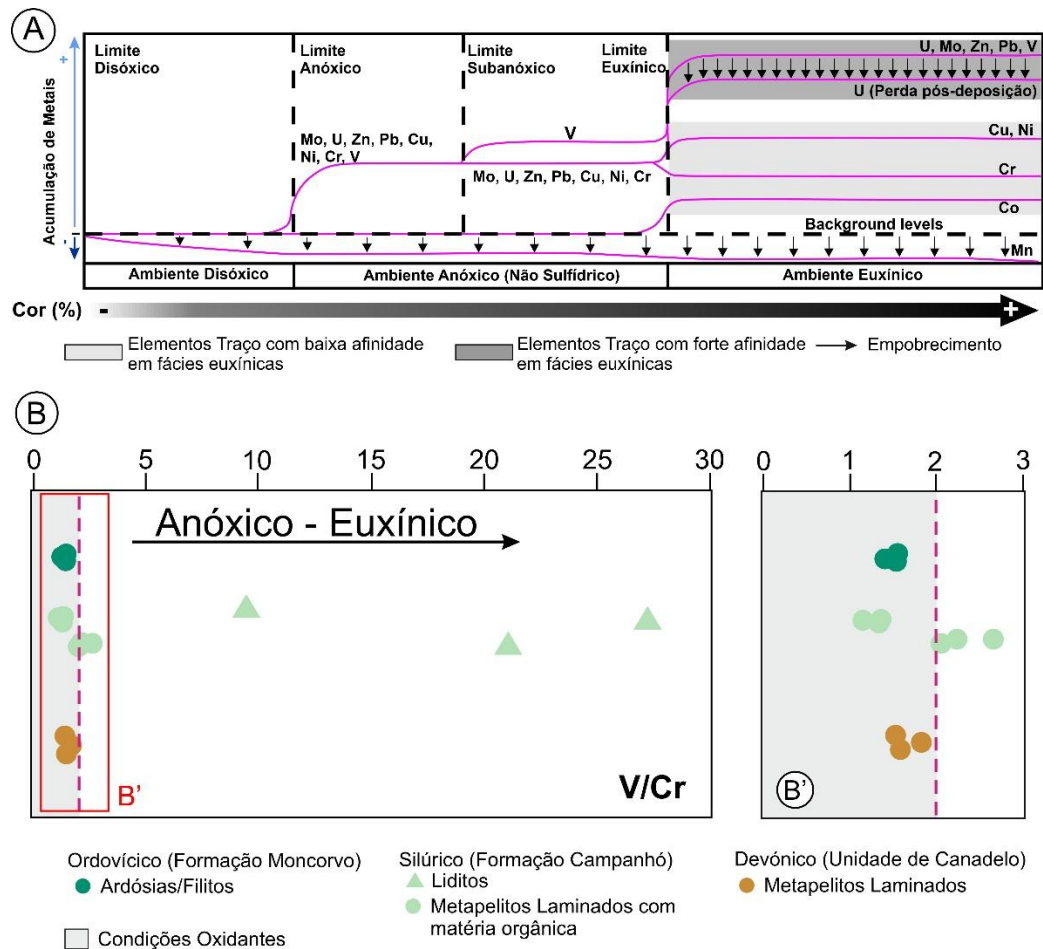 A
Acumulação de Metais
+
-
Limite
Disóxico
Limite
Anóxico
Limite
Subanóxico
Limite
Euxínico
U, Mo, Zn, Pb, V
U (Perda pós-deposição)
Mo, U, Zn, Pb, Cu,
Ni, Cr, V
V
Mo, U, Zn, Pb, Cu, Ni, Cr
Cu, Ni
Cr
Co
Background levels
Mn
Ambiente Disóxico
Ambiente Anóxico (Não Sulfídrico)
Ambiente Euxínico
Cor (%)
-
+
Elementos Traço com baixa afinidade
em fácies euxínicas
Elementos Traço com forte afinidade
em fácies euxínicas
Empobrecimento
B
0 5 10 15 20 25 30
Anóxico - Euxínico
B'
V/Cr
0 1 2 3
B'
Ordovícico (Formação Moncorvo)
Ardósias/Filitos
Condições Oxidantes
Silúrico (Formação Campanhó)
Liditos
Metapelitos Laminados com
matéria orgânica
Devónico (Unidade de Canadelo)
Metapelitos Laminados